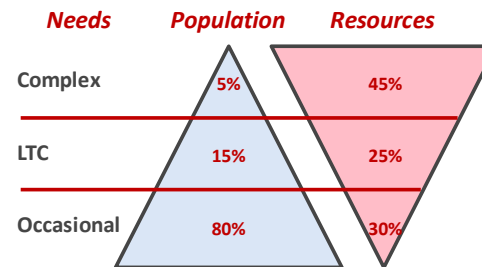 Needs Population Resources
Complex 5% 45%
LTC 15% 25%
Occasional 80% 30%